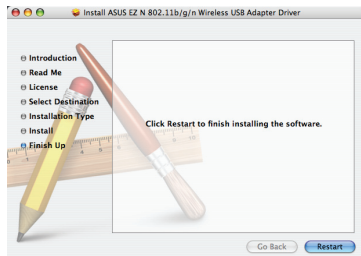 Install ASUS EZ N 802.11b/g/n Wireless USB Adapter Driver
Introduction
Read Me
License
Select Destination
Installation Type
Install
Finish Up
Click Restart to finish installing the software.
Go Back
Restart